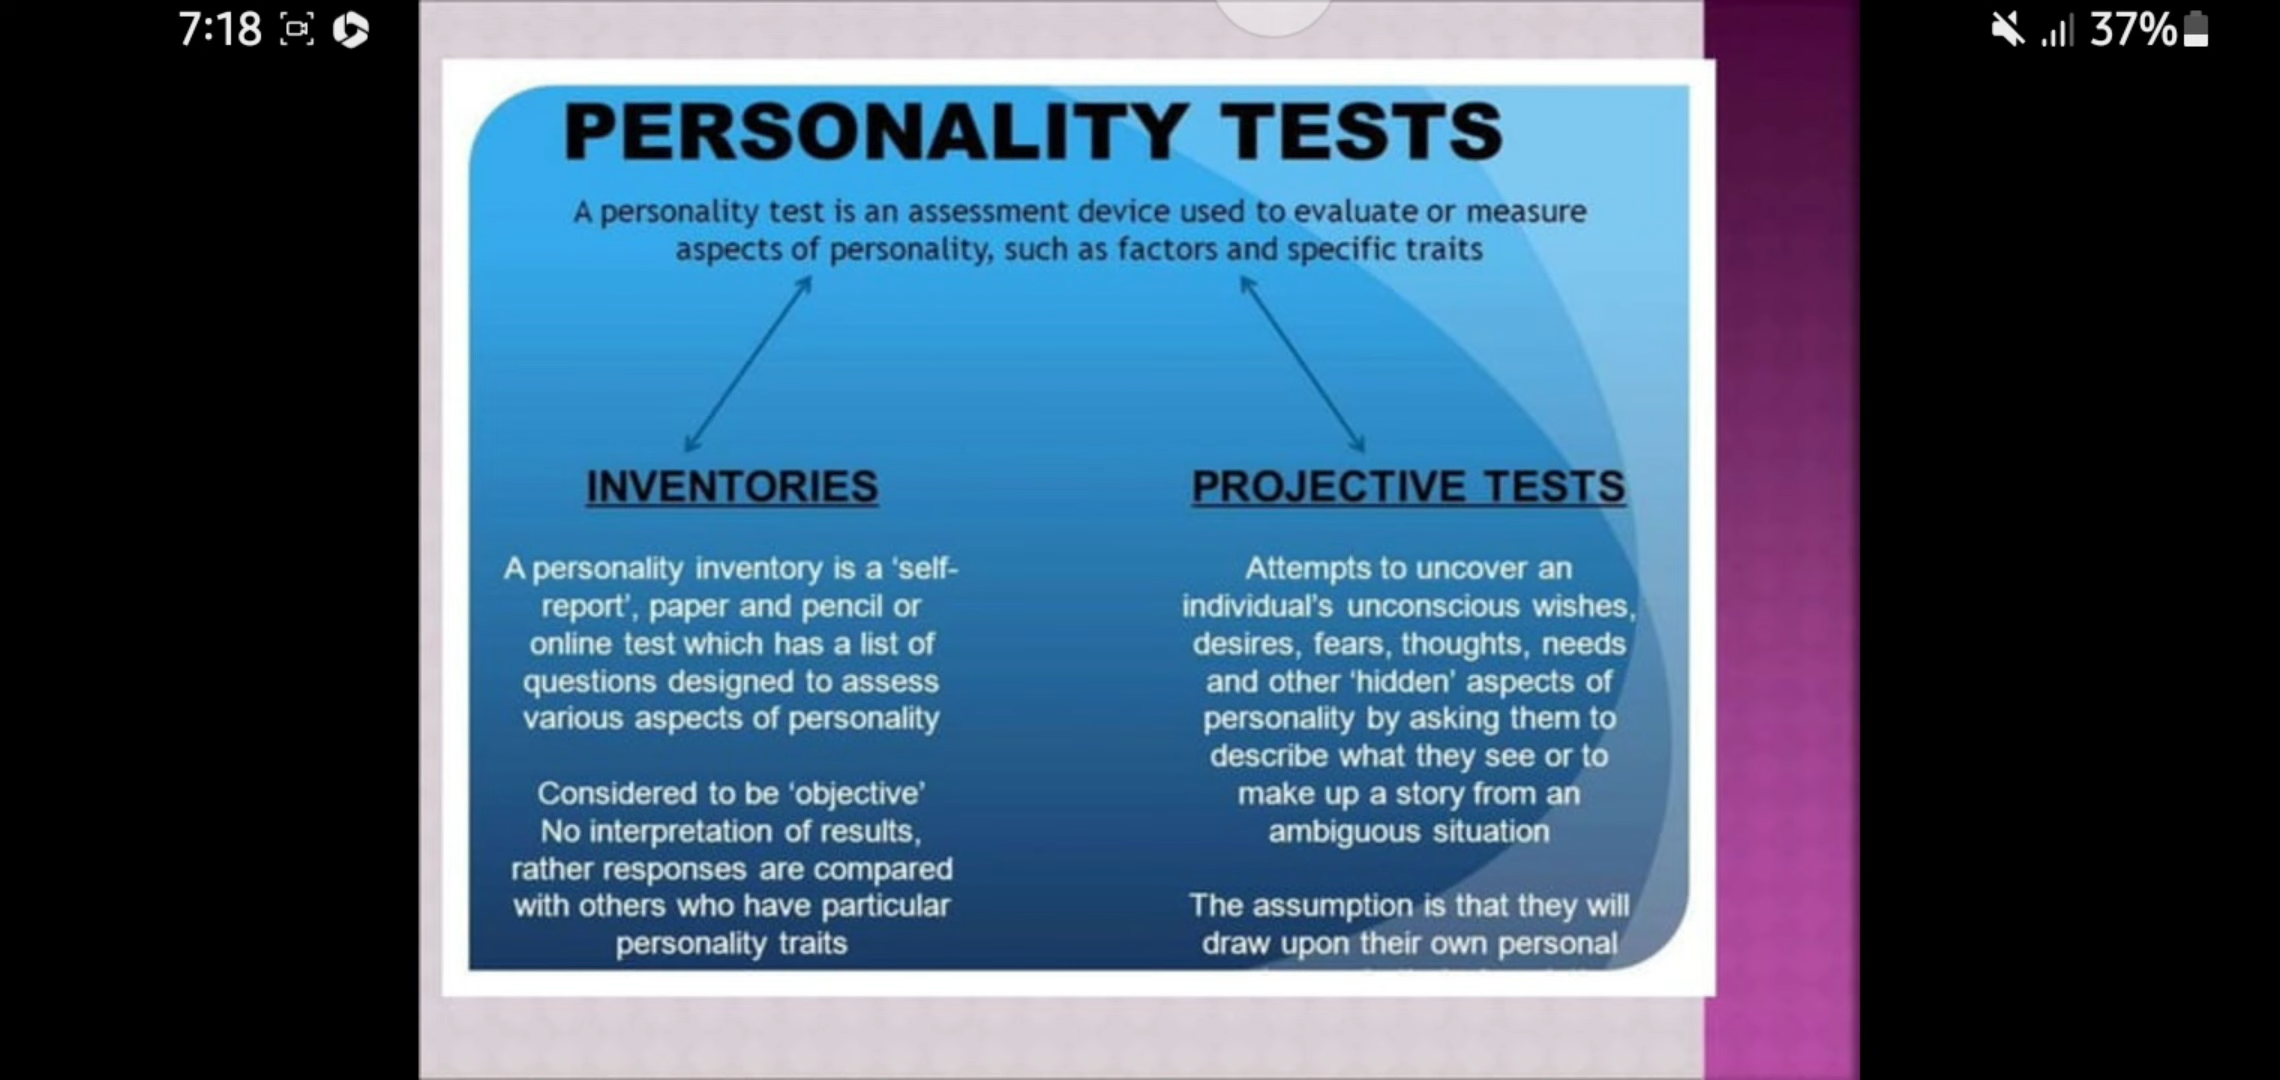 7:18
37%
PERSONALITY TESTS
A personality test is an assessment device used to evaluate or measure
aspects of personality, such as factors and specific traits
INVENTORIES
A personality inventory is a ‘self-
report’, paper and pencil or
online test which has a list of
questions designed to assess
various aspects of personality
Considered to be ‘objective’
No interpretation of results,
rather responses are compared
with others who have particular
personality traits
PROJECTIVE TESTS
Attempts to uncover an
individual’s unconscious wishes,
desires, fears, thoughts, needs
and other ‘hidden’ aspects of
personality by asking them to
describe what they see or to
make up a story from an
ambiguous situation
The assumption is that they will
draw upon their own personal